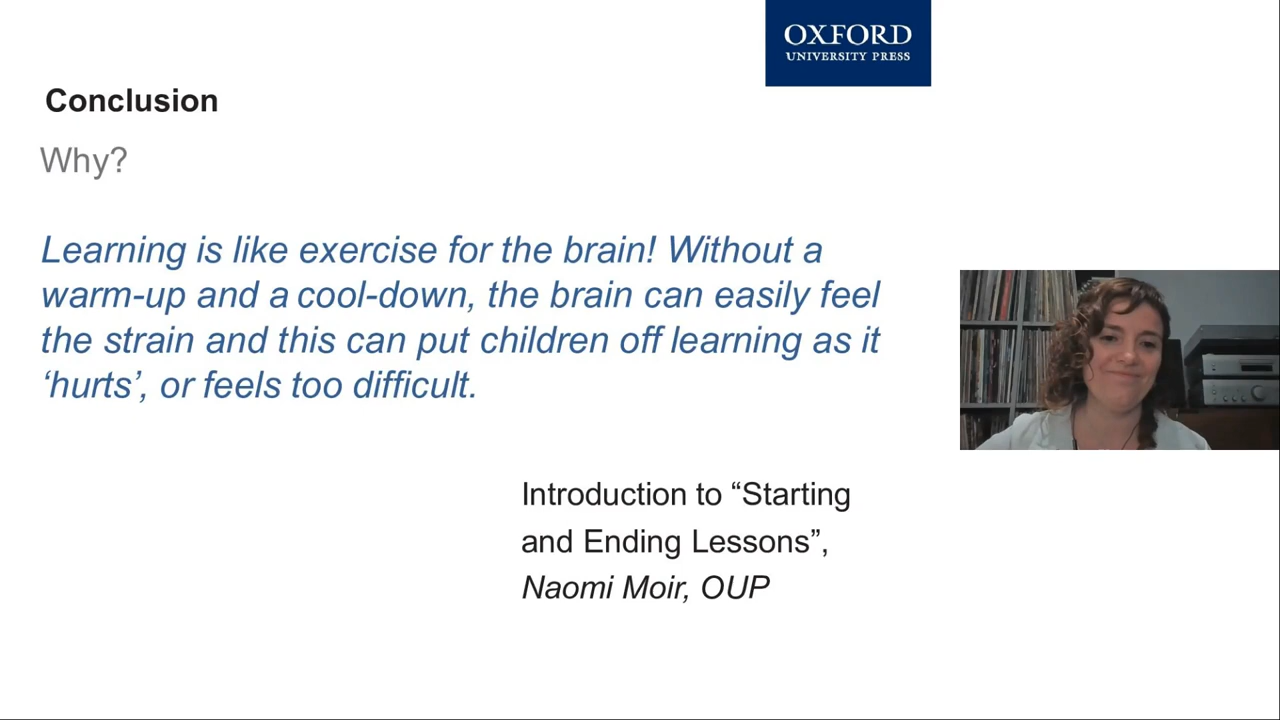 OXFORD
UNIVERSITY PRESS
Conclusion
Why?
Learning is like exercise for the brain! Without a
warm-up and a cool-down, the brain can easily feel
the strain and this can put children off learning as it
‘hurts’, or feels too difficult.
Introduction to “Starting
and Ending Lessons”,
Naomi Moir, OUP